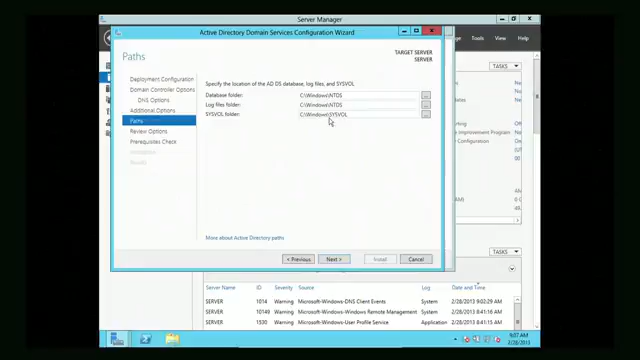 Server Manager
Active Directory Domain Services Configuration Wizard
Tools View Help
Paths
TARGET SERVER
SERVER
TASKS
Deployment Configuration
Domain Controller Options
DNS Options
Additional Options
Paths
Review Options
Prerequisites Check
Installation
Results
Specify the location of the AD DS database, log files, and SYSVOL
Database folder: C:\Windows\NTDS
Log files folder: C:\Windows\NTDS
SYSVOL folder: C:\Windows\SYSVOL
Improvement Program
Configuration
More about Active Directory paths
< Previous Next > Install Cancel
TASKS
Server Name ID Severity Source Log Date and Time
SERVER 1014 Warning Microsoft-Windows-DNS Client Events System 2/28/2013 9:02:29 AM
SERVER 10149 Warning Microsoft-Windows-Windows Remote Management System 2/28/2013 8:41:16 AM
SERVER 1530 Warning Microsoft-Windows-User Profile Service Application 2/28/2013 8:41:15 AM
9:07 AM
2/28/2013